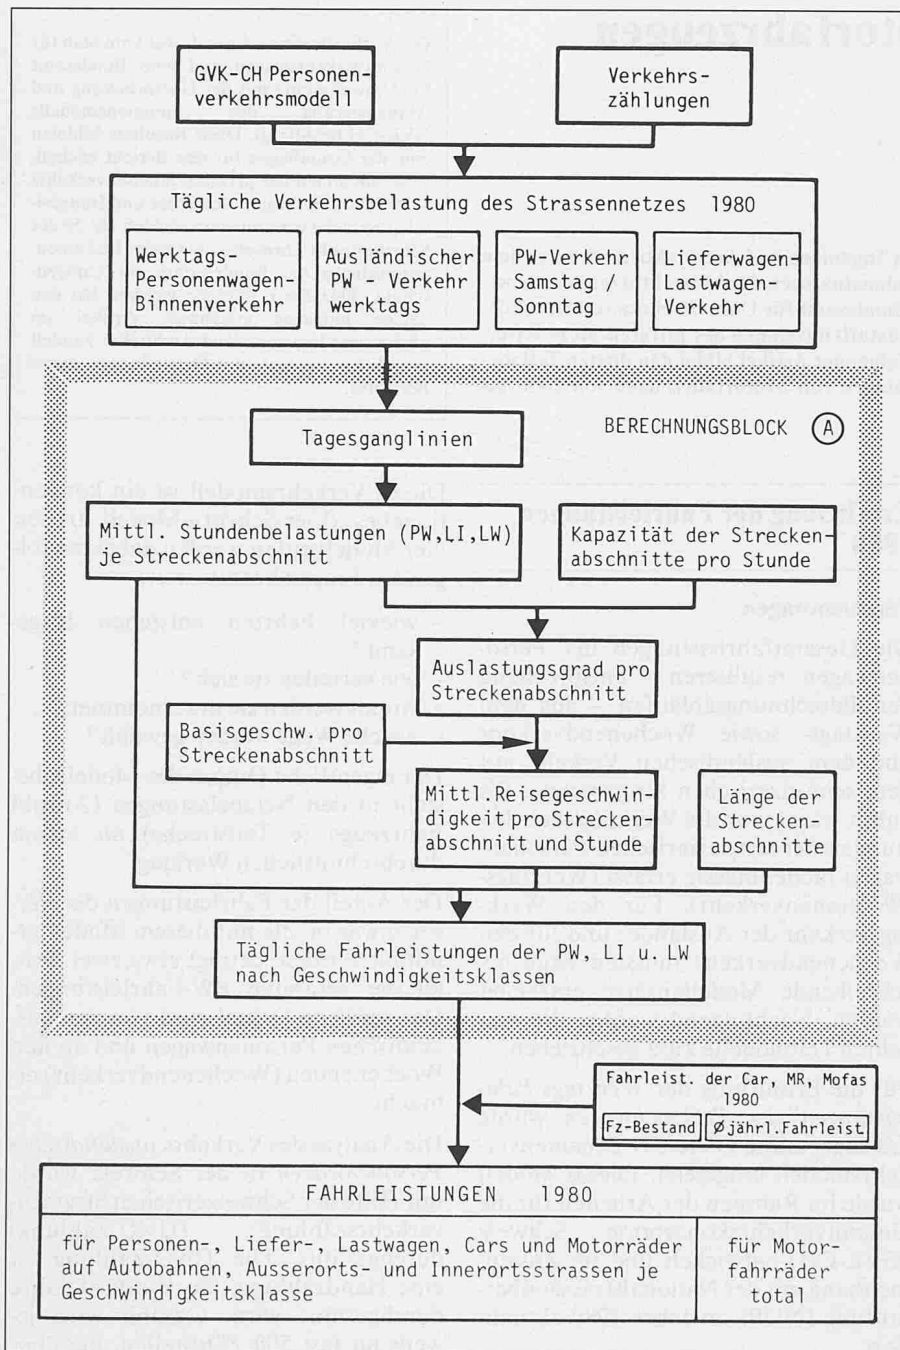 GVK-CH Personen-
verkehrsmodell
Verkehrs-
zählungen
Tägliche Verkehrsbelastung des Strassennetzes 1980
Werktags-
Personenwagen-
Binnenverkehr
Ausländischer
PW - Verkehr
werktags
PW-Verkehr
Samstag /
Sonntag
Lieferwagen-
Lastwagen-
Verkehr
BERECHNUNGSBLOCK A
Tagesganglinien
Mittl. Stundenbelastungen (PW,LI,LW)
je Streckenabschnitt
Kapazität der Strecken-
abschnitte pro Stunde
Auslastungsgrad pro
Streckenabschnitt
Basisgeschw. pro
Streckenabschnitt
Mittl. Reisegeschwin-
digkeit pro Strecken-
abschnitt und Stunde
Länge der
Strecken-
abschnitte
Tägliche Fahrleistungen der PW, LI u. LW
nach Geschwindigkeitsklassen
Fahrleist. der Car, MR, Mofas
1980
Fz-Bestand
Ø jährl.Fahrleist.
FAHRLEISTUNGEN 1980
für Personen-, Liefer-, Lastwagen, Cars und Motorräder
auf Autobahnen, Ausserorts- und Innerortsstrassen je
Geschwindigkeitsklasse
für Motor-
fahrräder
total